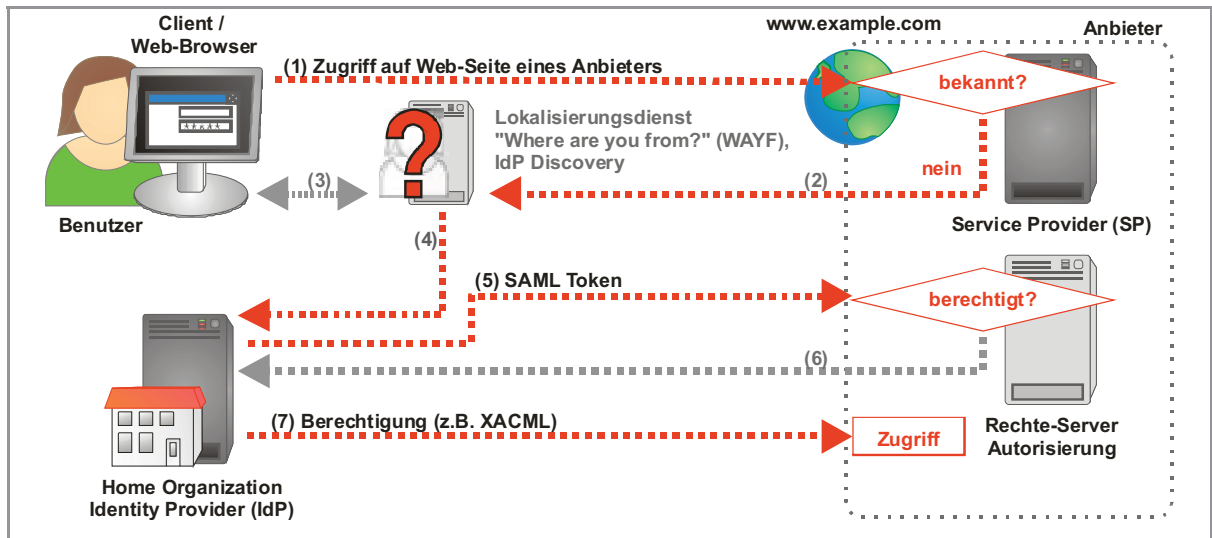 Client /
Web-Browser
www.example.com
Anbieter
(1) Zugriff auf Web-Seite eines Anbieters
bekannt?
Lokalisierungsdienst
"Where are you from?" (WAYF),
IdP Discovery
?
(3)
(2)
nein
Benutzer
Service Provider (SP)
(4)
(5) SAML Token
berechtigt?
(6)
(7) Berechtigung (z.B. XACML)
Zugriff
Rechte-Server
Autorisierung
Home Organization
Identity Provider (IdP)